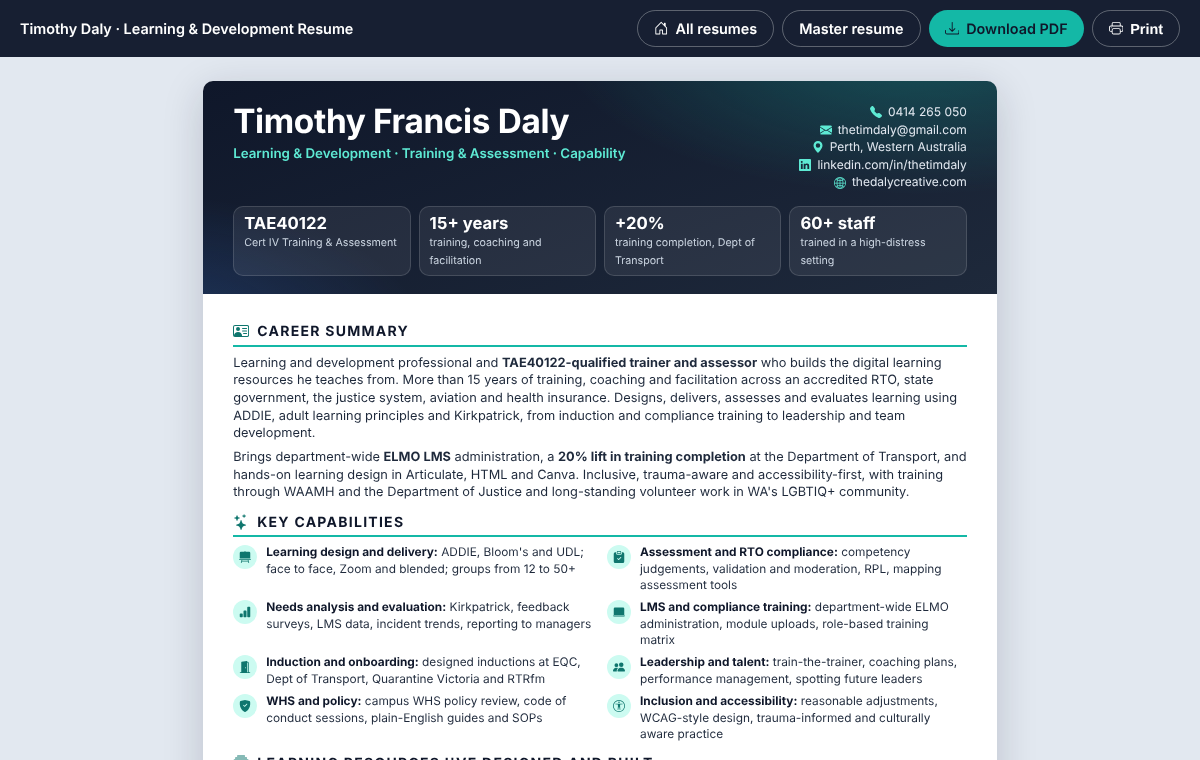 Timothy Daly · Learning & Development Resume
All resumes
Master resume
Download PDF
Print
Timothy Francis Daly
Learning & Development · Training & Assessment · Capability
0414 265 050
thetimdaly@gmail.com
Perth, Western Australia
linkedin.com/in/thetimdaly
thedalycreative.com
TAE40122
Cert IV Training & Assessment
15+ years
training, coaching and
facilitation
+20%
training completion, Dept of
Transport
60+ staff
trained in a high-distress
setting
CAREER SUMMARY
Learning and development professional and TAE40122-qualified trainer and assessor who builds the digital learning
resources he teaches from. More than 15 years of training, coaching and facilitation across an accredited RTO, state
government, the justice system, aviation and health insurance. Designs, delivers, assesses and evaluates learning using
ADDIE, adult learning principles and Kirkpatrick, from induction and compliance training to leadership and team
development.
Brings department-wide ELMO LMS administration, a 20% lift in training completion at the Department of Transport, and
hands-on learning design in Articulate, HTML and Canva. Inclusive, trauma-aware and accessibility-first, with training
through WAAMH and the Department of Justice and long-standing volunteer work in WA's LGBTIQ+ community.
KEY CAPABILITIES
Learning design and delivery: ADDIE, Bloom's and UDL;
face to face, Zoom and blended; groups from 12 to 50+
Assessment and RTO compliance: competency
judgements, validation and moderation, RPL, mapping
assessment tools
Needs analysis and evaluation: Kirkpatrick, feedback
surveys, LMS data, incident trends, reporting to managers
LMS and compliance training: department-wide ELMO
administration, module uploads, role-based training
matrix
Induction and onboarding: designed inductions at EQC,
Dept of Transport, Quarantine Victoria and RTRfm
Leadership and talent: train-the-trainer, coaching plans,
performance management, spotting future leaders
WHS and policy: campus WHS policy review, code of
conduct sessions, plain-English guides and SOPs
Inclusion and accessibility: reasonable adjustments,
WCAG-style design, trauma-informed and culturally
aware practice
LEARNING RESOURCES I'VE DESIGNED AND BUILT